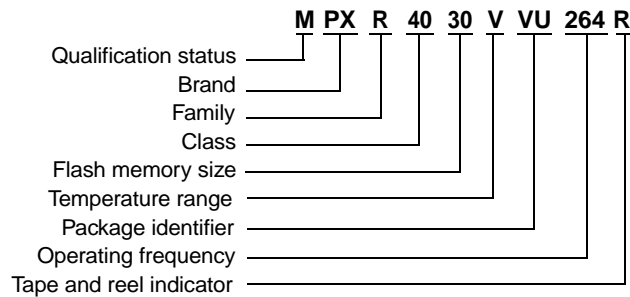 M PX R 40 30 V VU 264 R
Qualification status
Brand
Family
Class
Flash memory size
Temperature range
Package identifier
Operating frequency
Tape and reel indicator